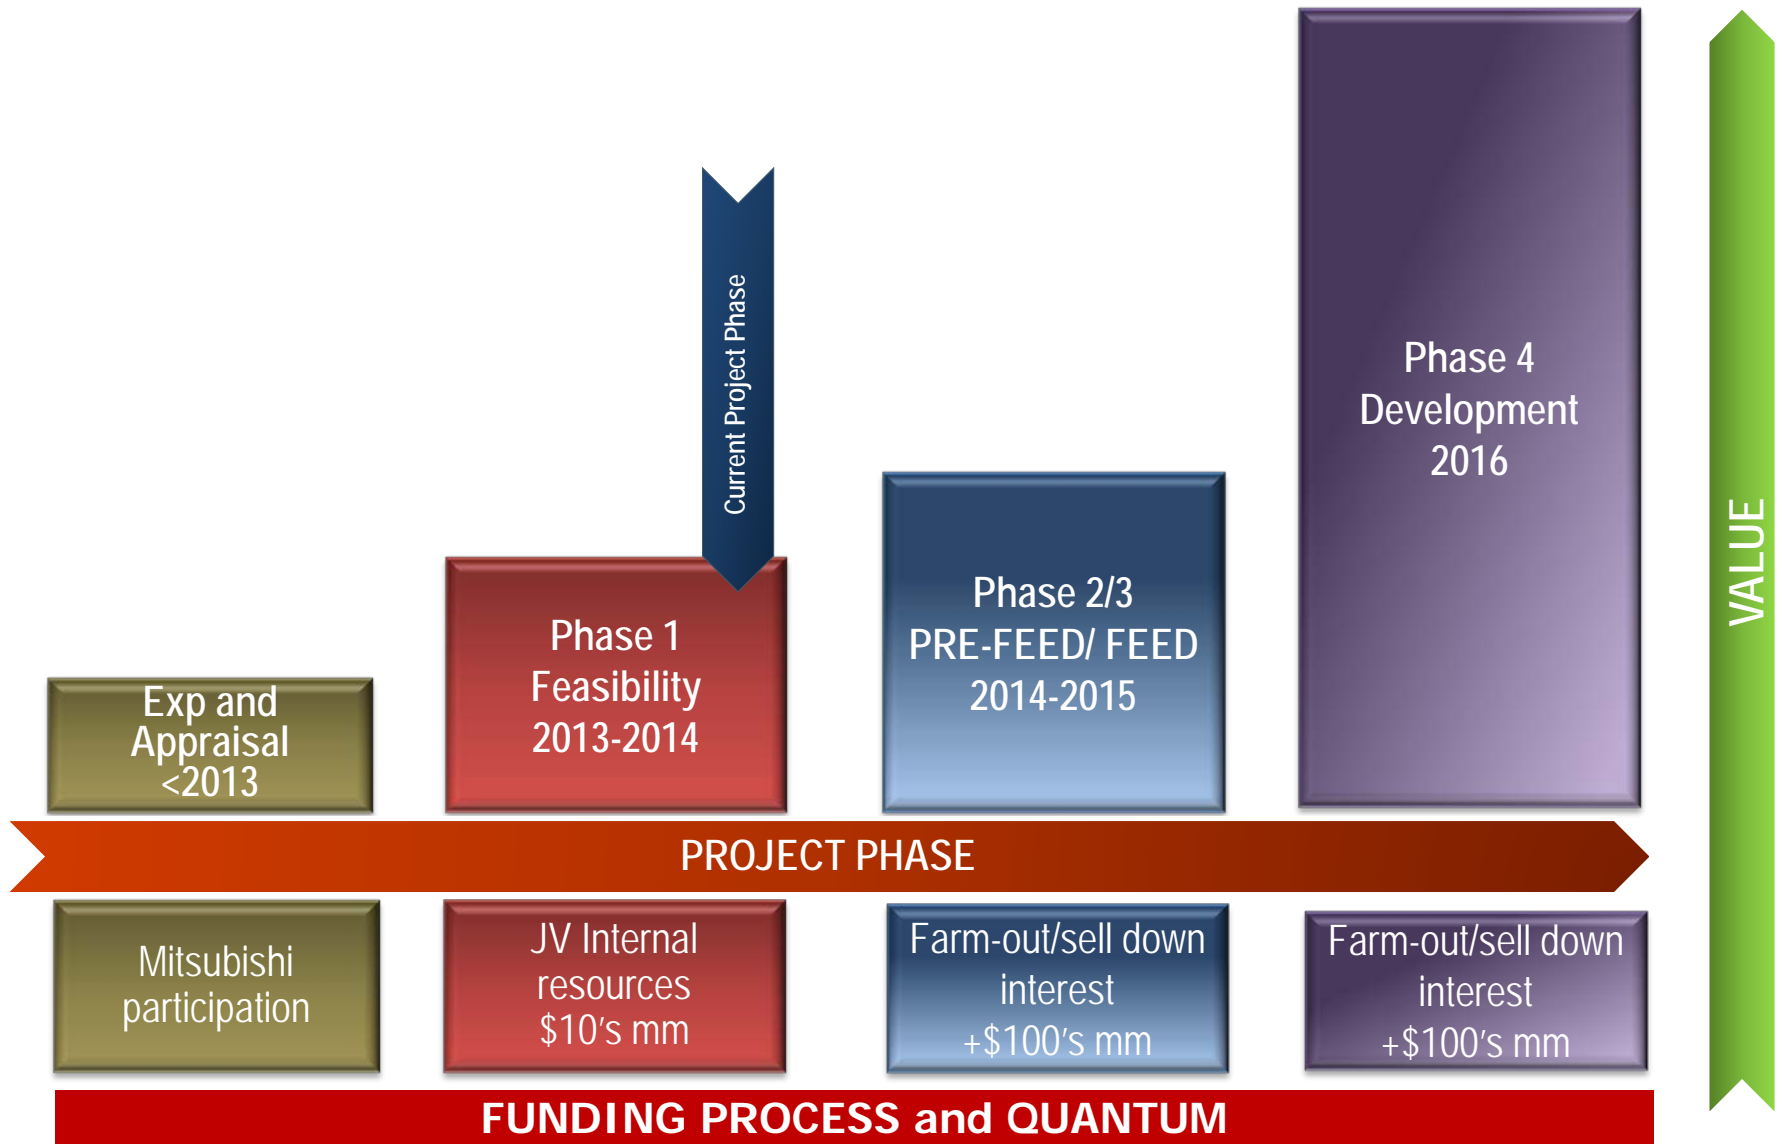 Current Project Phase
Exp and
Appraisal
<2013
Phase 1
Feasibility
2013-2014
Phase 2/3
PRE-FEED/ FEED
2014-2015
Phase 4
Development
2016
VALUE
PROJECT PHASE
Mitsubishi
participation
JV Internal
resources
$10's mm
Farm-out/sell down
interest
+$100's mm
Farm-out/sell down
interest
+$100's mm
FUNDING PROCESS and QUANTUM